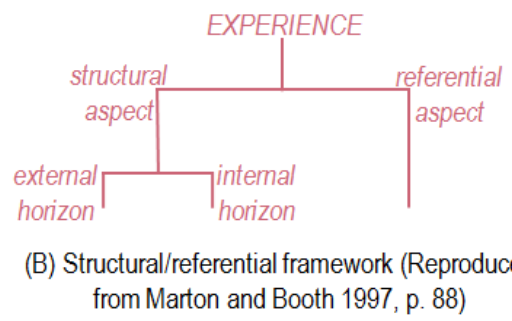 EXPERIENCE
structural
aspect
referential
aspect
external
horizon
internal
horizon
(B) Structural/referential framework (Reproduc
from Marton and Booth 1997, p. 88)